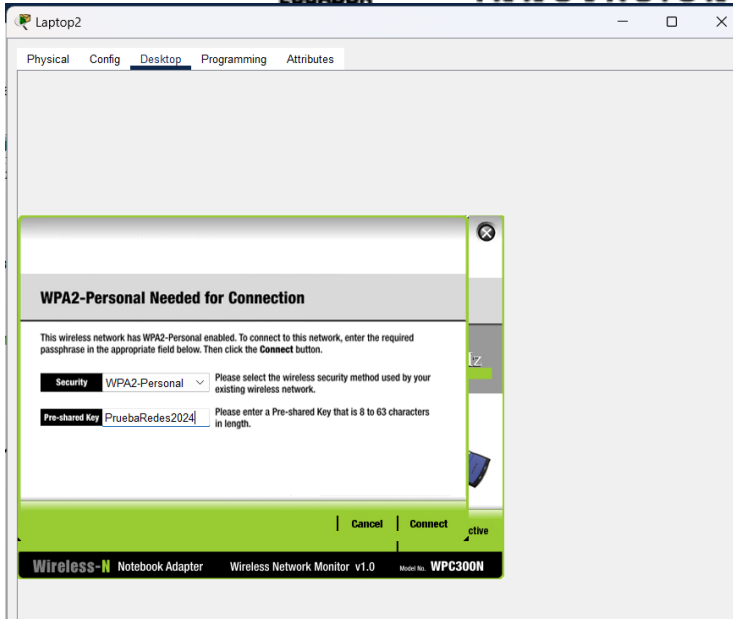 Laptop2
Physical Config Desktop Programming Attributes
WPA2-Personal Needed for Connection
This wireless network has WPA2-Personal enabled. To connect to this network, enter the required
passphrase in the appropriate field below. Then click the Connect button.
Security WPA2-Personal Please select the wireless security method used by your
existing wireless network.
Pre-shared Key PruebaRedes2024 Please enter a Pre-shared Key that is 8 to 63 characters
in length.
Cancel Connect
ctive
Wireless-N Notebook Adapter Wireless Network Monitor v1.0 Model No. WPC300N